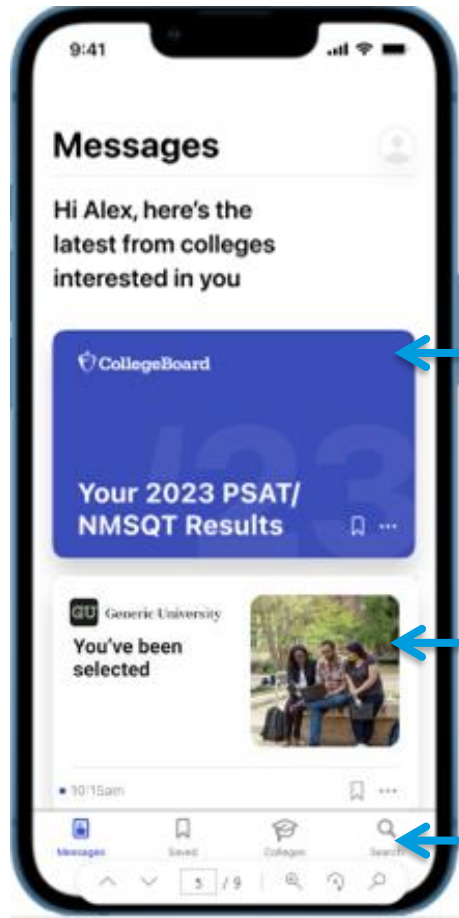 9:41
Messages
Hi Alex, here's the
latest from colleges
interested in you
CollegeBoard
'23
Your 2023 PSAT/
NMSQT Results
GU Generic University
You've been
selected
10:15am
Messages Saved Colleges Search
5 / 9